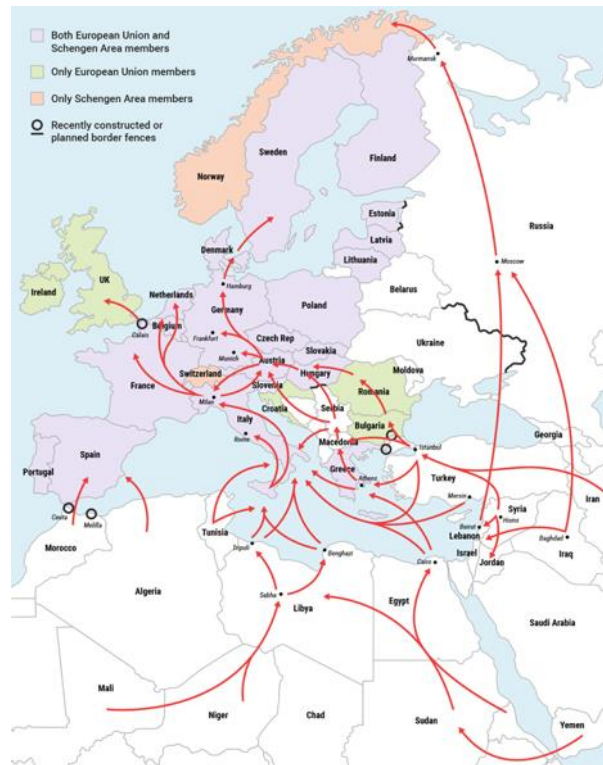 Both European Union and
Schengen Area members
Only European Union members
Only Schengen Area members
Recently constructed or
planned border fences
Murmansk
Norway
Sweden
Finland
Russia
Estonia
Latvia
Lithuania
Moscow
Denmark
Hamburg
Belarus
Ireland
UK
Netherlands
Belgium
Calais
Germany
Poland
Frankfurt
Czech Rep
Ukraine
Munich
Slovakia
Austria
Hungary
Moldova
France
Switzerland
Slovenia
Romania
Milan
Croatia
Serbia
Italy
Rome
Bulgaria
Georgia
Macedonia
Istanbul
Portugal
Spain
Greece
Athens
Turkey
Mersin
Iran
Ceuta
Melilla
Syria
Homs
Beirut
Lebanon
Israel
Baghdad
Iraq
Jordan
Morocco
Tunisia
Tripoli
Benghazi
Cairo
Algeria
Sabha
Libya
Egypt
Saudi Arabia
Mali
Niger
Chad
Sudan
Yemen